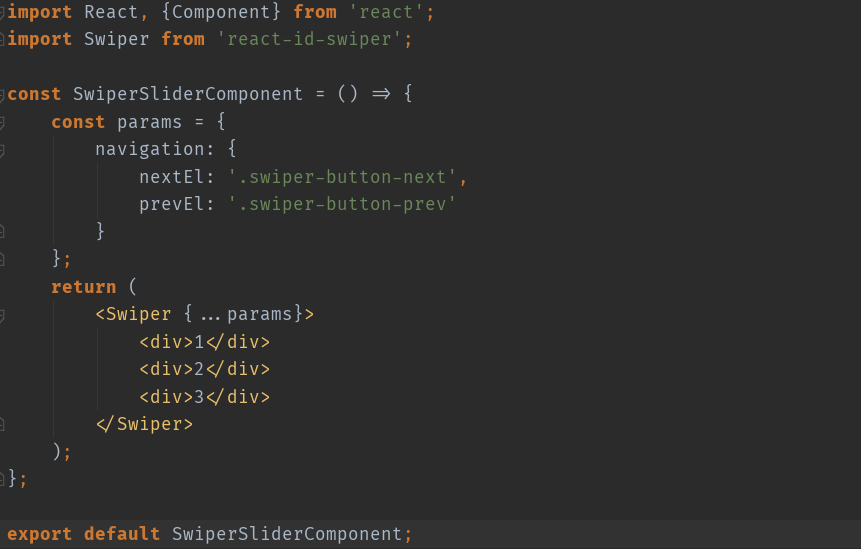 import React, {Component} from 'react';
import Swiper from 'react-id-swiper';
const SwiperSliderComponent = () => {
    const params = {
        navigation: {
            nextEl: '.swiper-button-next',
            prevEl: '.swiper-button-prev'
        }
    };
    return (
        <Swiper {...params}>
            <div>1</div>
            <div>2</div>
            <div>3</div>
        </Swiper>
    );
};
export default SwiperSliderComponent;